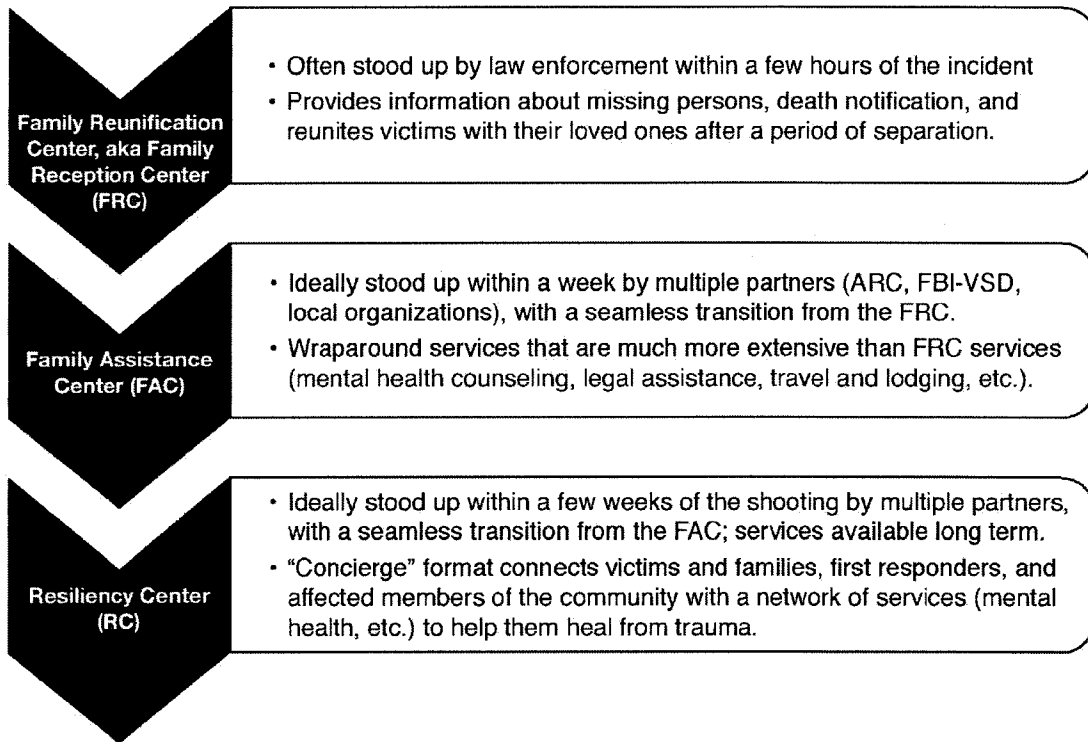 Family Reunification
Center, aka Family
Reception Center
(FRC)
• Often stood up by law enforcement within a few hours of the incident
• Provides information about missing persons, death notification, and
reunites victims with their loved ones after a period of separation.
Family Assistance
Center (FAC)
• Ideally stood up within a week by multiple partners (ARC, FBI-VSD,
local organizations), with a seamless transition from the FRC.
• Wraparound services that are much more extensive than FRC services
(mental health counseling, legal assistance, travel and lodging, etc.).
Resiliency Center
(RC)
• Ideally stood up within a few weeks of the shooting by multiple partners,
with a seamless transition from the FAC; services available long term.
• “Concierge” format connects victims and families, first responders, and
affected members of the community with a network of services (mental
health, etc.) to help them heal from trauma.